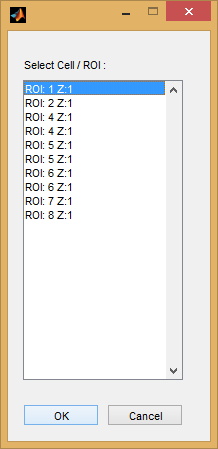 Select Cell / ROI :
ROI: 1 Z:1
ROI: 2 Z:1
ROI: 4 Z:1
ROI: 4 Z:1
ROI: 5 Z:1
ROI: 5 Z:1
ROI: 6 Z:1
ROI: 6 Z:1
ROI: 7 Z:1
ROI: 8 Z:1
OK Cancel